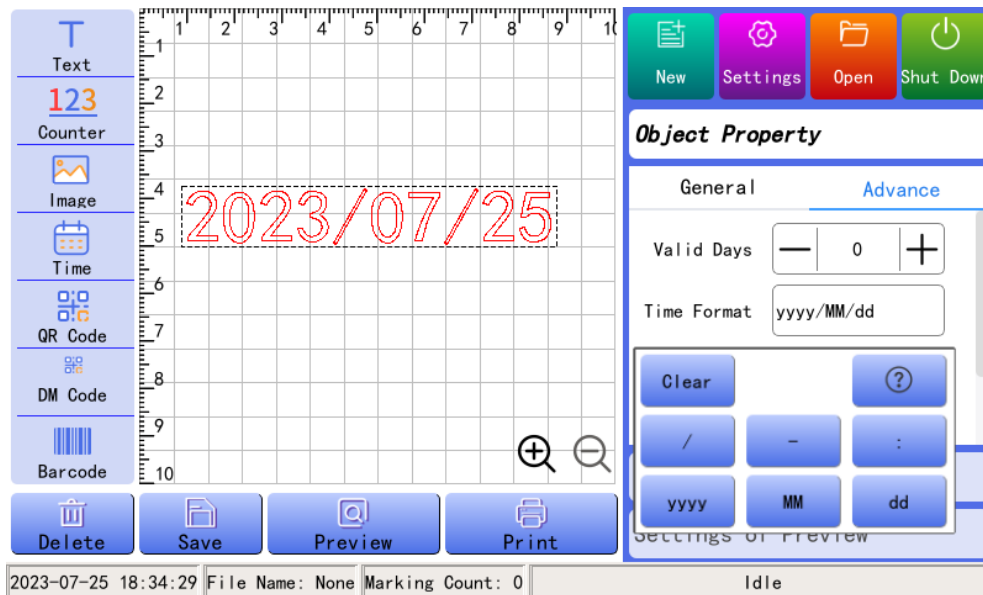 Text
123
Counter
Image
Time
QR Code
DM Code
Barcode
1 2 3 4 5 6 7 8 9 10
1
2
3
4
5
6
7
8
9
10
2023/07/25
New Settings Open Shut Down
Object Property
General Advance
Valid Days — 0 +
Time Format yyyy/MM/dd
Clear ?
/ - :
yyyy MM dd
Settings of Preview
Delete Save Preview Print
2023-07-25 18:34:29 File Name: None Marking Count: 0 Idle